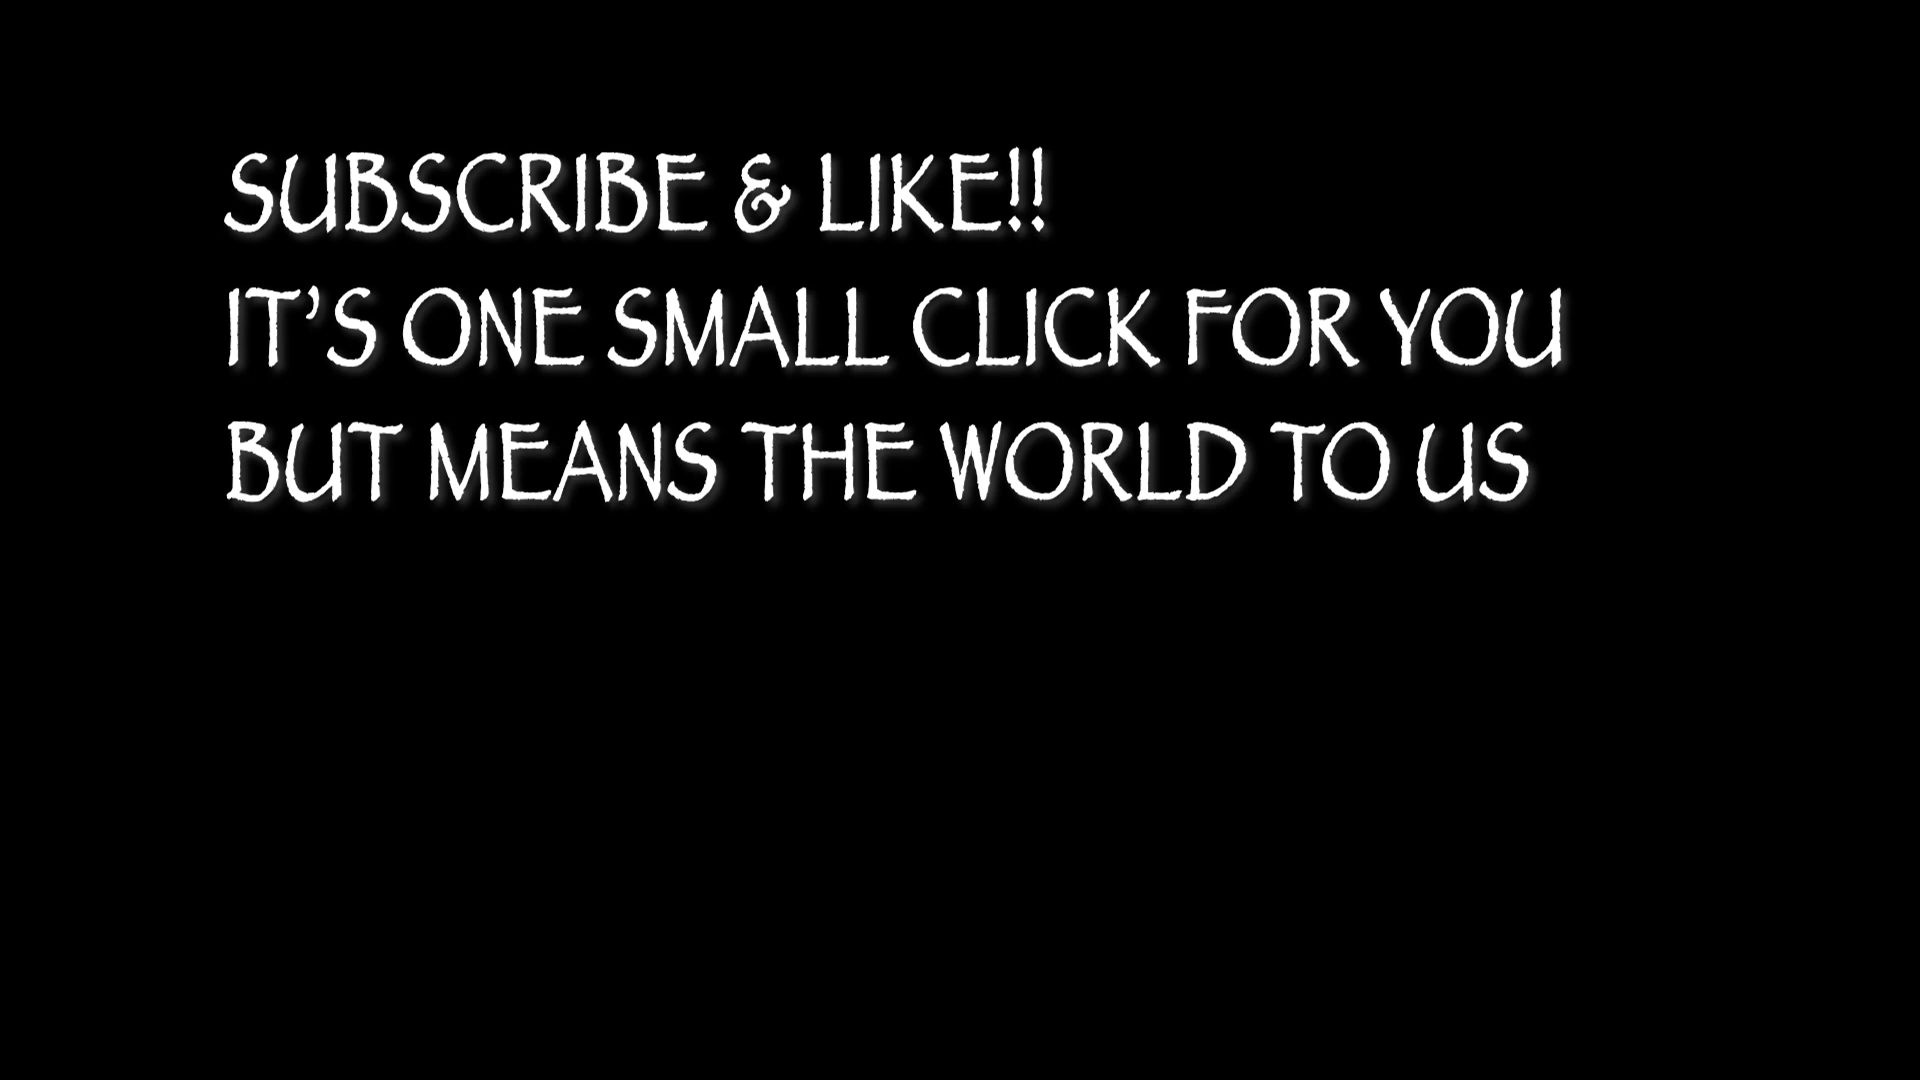 SUBSCRIBE & LIKE!!
IT’S ONE SMALL CLICK FOR YOU
BUT MEANS THE WORLD TO US